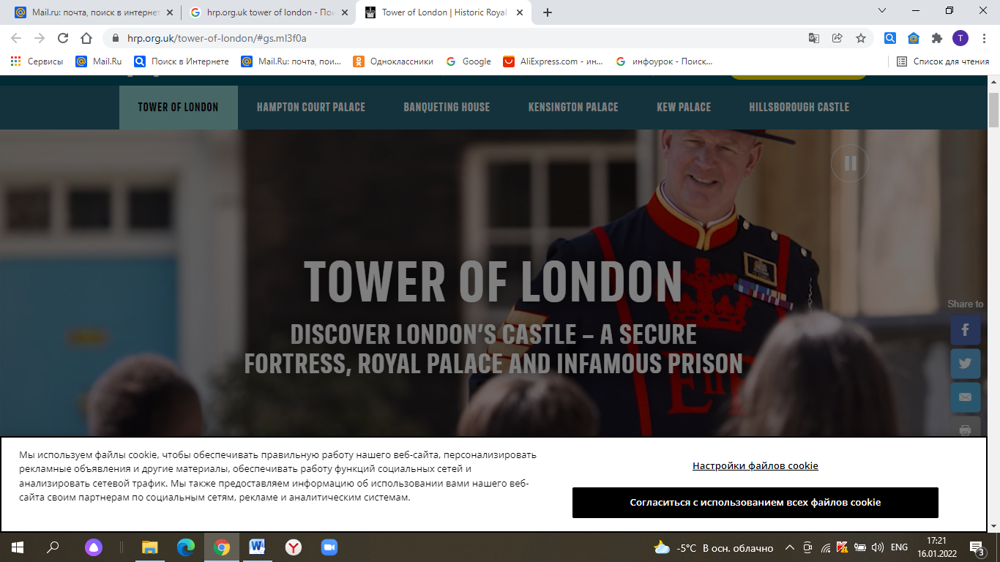 Mail.ru: почта, поиск в интернет
hrp.org.uk tower of london - Пои
Tower of London | Historic Royal
hrp.org.uk/tower-of-london/#gs.ml3f0a
T
Сервисы
Mail.Ru
Поиск в Интернете
Mail.Ru: почта, пои...
Одноклассники
Google
AliExpress.com - ин...
инфоурок - Поиск...
Список для чтения
TOWER OF LONDON
HAMPTON COURT PALACE
BANQUETING HOUSE
KENSINGTON PALACE
KEW PALACE
HILLSBOROUGH CASTLE
TOWER OF LONDON
DISCOVER LONDON'S CASTLE – A SECURE
FORTRESS, ROYAL PALACE AND INFAMOUS PRISON
EIIR
Share to
Мы используем файлы cookie, чтобы обеспечивать правильную работу нашего веб-сайта, персонализировать
рекламные объявления и другие материалы, обеспечивать работу функций социальных сетей и
анализировать сетевой трафик. Мы также предоставляем информацию об использовании вами нашего веб-
сайта своим партнерам по социальным сетям, рекламе и аналитическим системам.
Настройки файлов cookie
Согласиться с использованием всех файлов cookie
-5°C В осн. облачно
ENG
17:21
16.01.2022
3